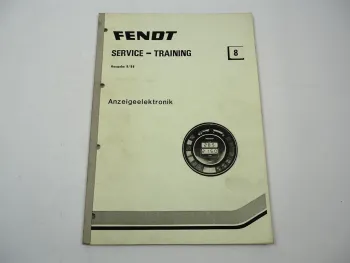 FENDT
SERVICE - TRAINING
8
Anzeigeelektronik